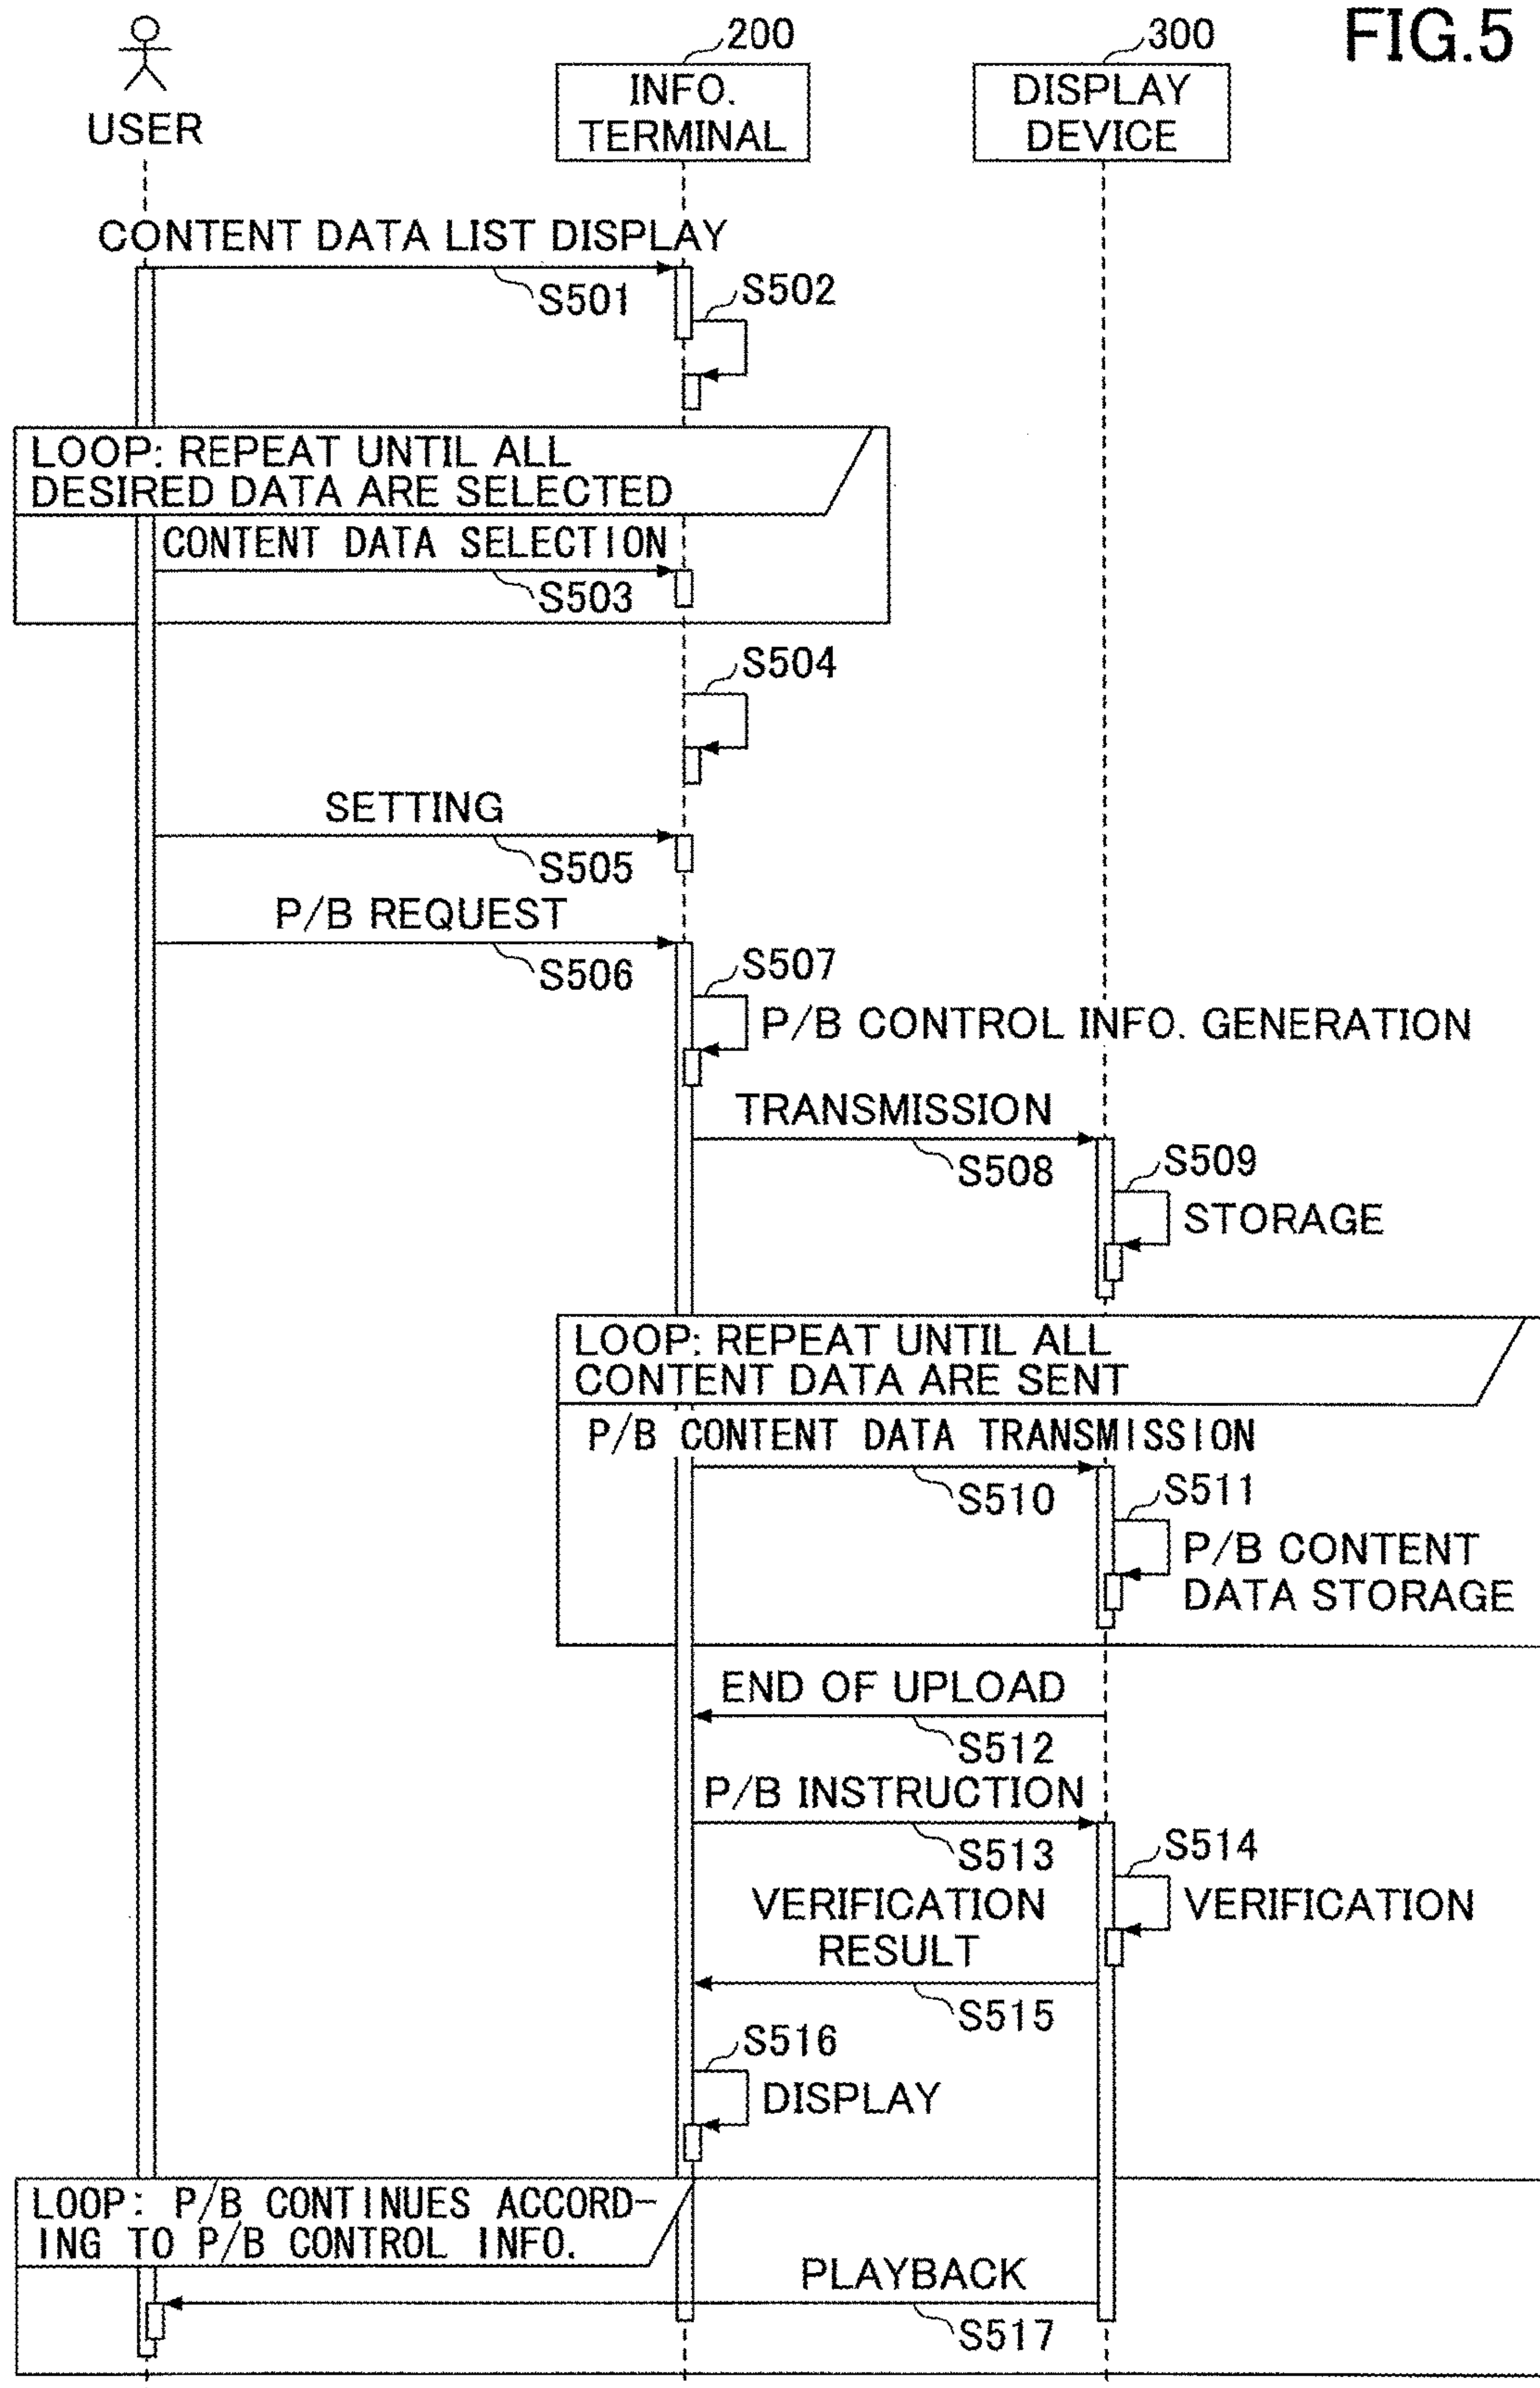 FIG.5
200
300
USER
INFO.
TERMINAL
DISPLAY
DEVICE
CONTENT DATA LIST DISPLAY
S501
S502
LOOP: REPEAT UNTIL ALL
DESIRED DATA ARE SELECTED
CONTENT DATA SELECTION
S503
S504
SETTING
S505
P/B REQUEST
S506
S507
P/B CONTROL INFO. GENERATION
TRANSMISSION
S508
S509
STORAGE
LOOP: REPEAT UNTIL ALL
CONTENT DATA ARE SENT
P/B CONTENT DATA TRANSMISSION
S510
S511
P/B CONTENT
DATA STORAGE
END OF UPLOAD
S512
P/B INSTRUCTION
S513
S514
VERIFICATION
VERIFICATION
RESULT
S515
S516
DISPLAY
LOOP: P/B CONTINUES ACCORD-
ING TO P/B CONTROL INFO.
PLAYBACK
S517